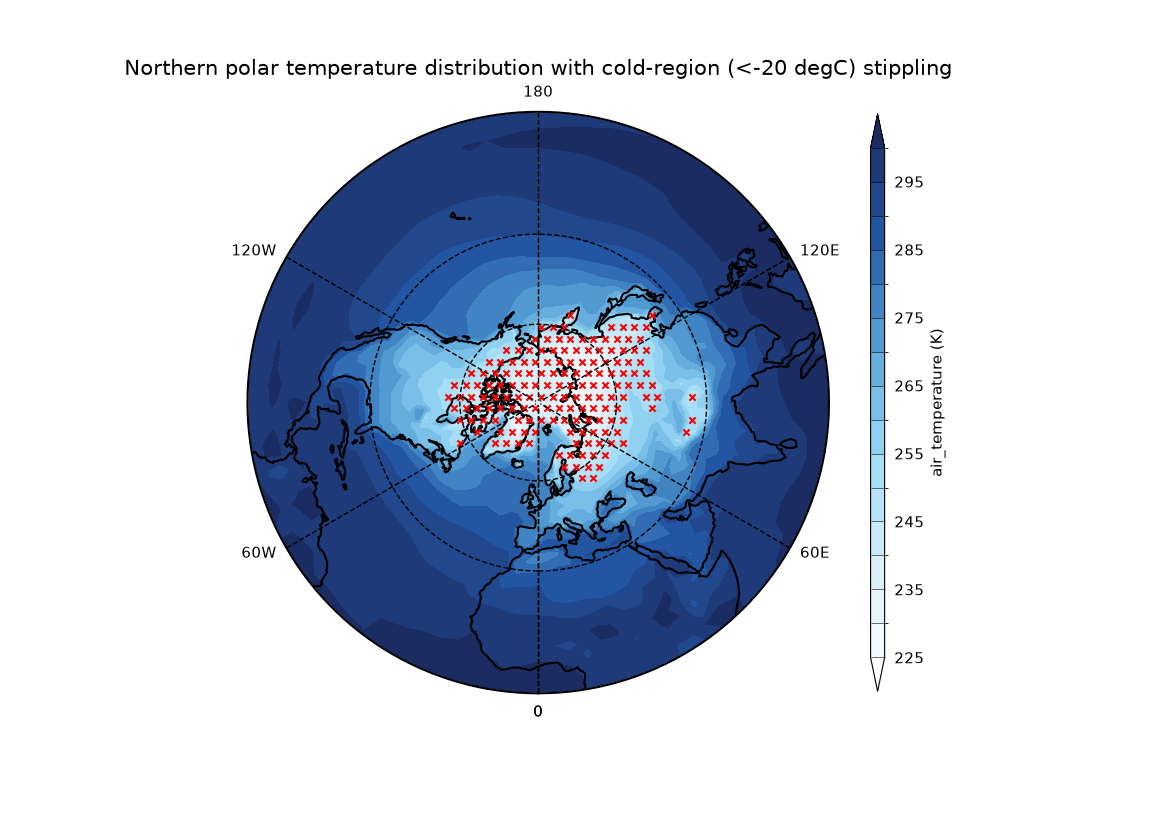 Northern polar temperature distribution with cold-region (<-20 degC) stippling
180
120W
120E
60W
60E
0
295
285
275
265
255
245
235
225
air_temperature (K)